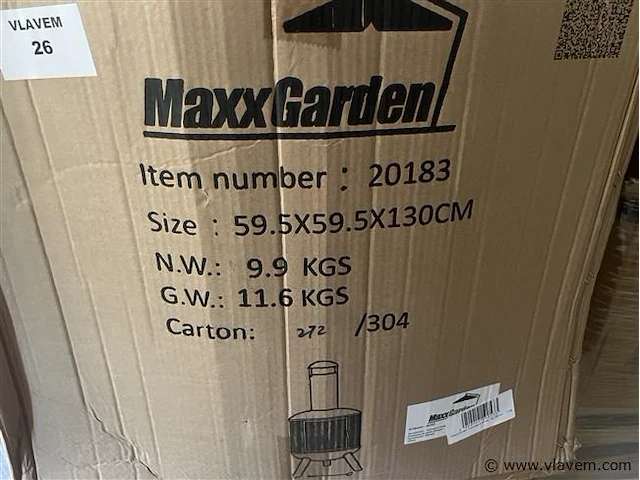 VLAVEM
26
MaxxGarden
Item number : 20183
Size : 59.5X59.5X130CM
N.W.: 9.9 KGS
G.W.: 11.6 KGS
Carton: 272 /304
MaxxGarden
© www.vlavem.com